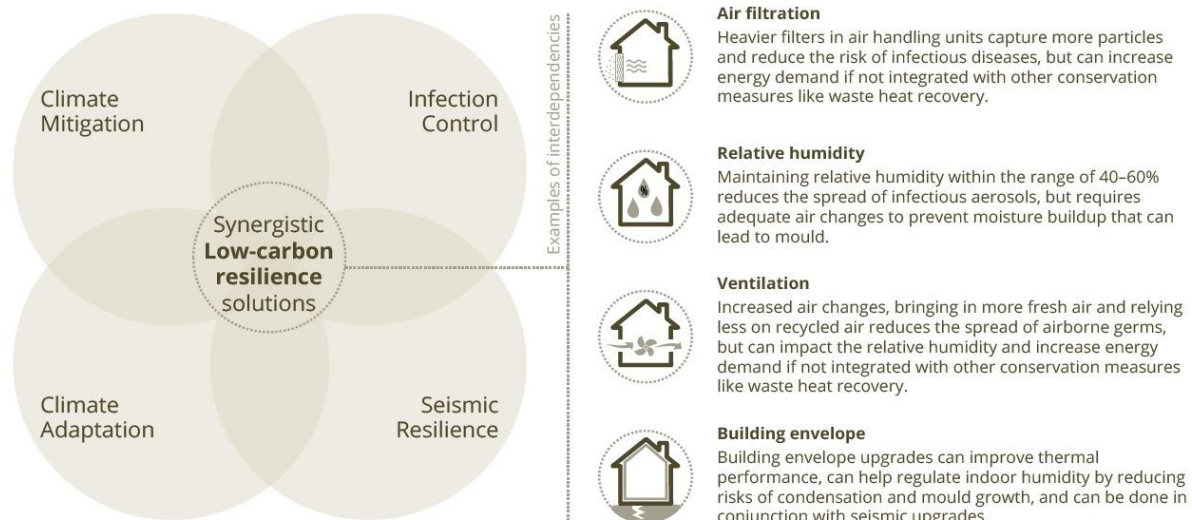 Climate
Mitigation
Infection
Control
Synergistic
Low-carbon
resilience
solutions
Climate
Adaptation
Seismic
Resilience
Examples of interdependencies
Air filtration
Heavier filters in air handling units capture more particles
and reduce the risk of infectious diseases, but can increase
energy demand if not integrated with other conservation
measures like waste heat recovery.
Relative humidity
Maintaining relative humidity within the range of 40–60%
reduces the spread of infectious aerosols, but requires
adequate air changes to prevent moisture buildup that can
lead to mould.
Ventilation
Increased air changes, bringing in more fresh air and relying
less on recycled air reduces the spread of airborne germs,
but can impact the relative humidity and increase energy
demand if not integrated with other conservation measures
like waste heat recovery.
Building envelope
Building envelope upgrades can improve thermal
performance, can help regulate indoor humidity by reducing
risks of condensation and mould growth, and can be done in
conjunction with seismic upgrades.